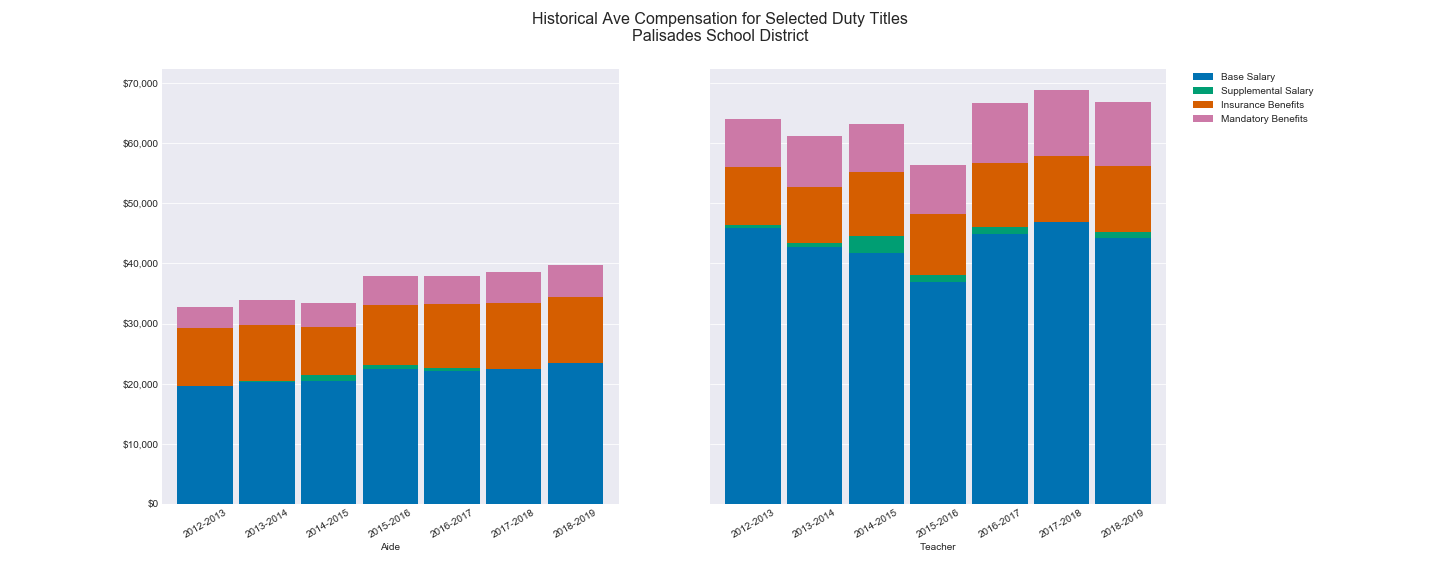 Historical Ave Compensation for Selected Duty Titles
Palisades School District
$70,000
$60,000
$50,000
$40,000
$30,000
$20,000
$10,000
$0
2012-2013
2013-2014
2014-2015
2015-2016
2016-2017
2017-2018
2018-2019
Aide
2012-2013
2013-2014
2014-2015
2015-2016
2016-2017
2017-2018
2018-2019
Teacher
Base Salary
Supplemental Salary
Insurance Benefits
Mandatory Benefits